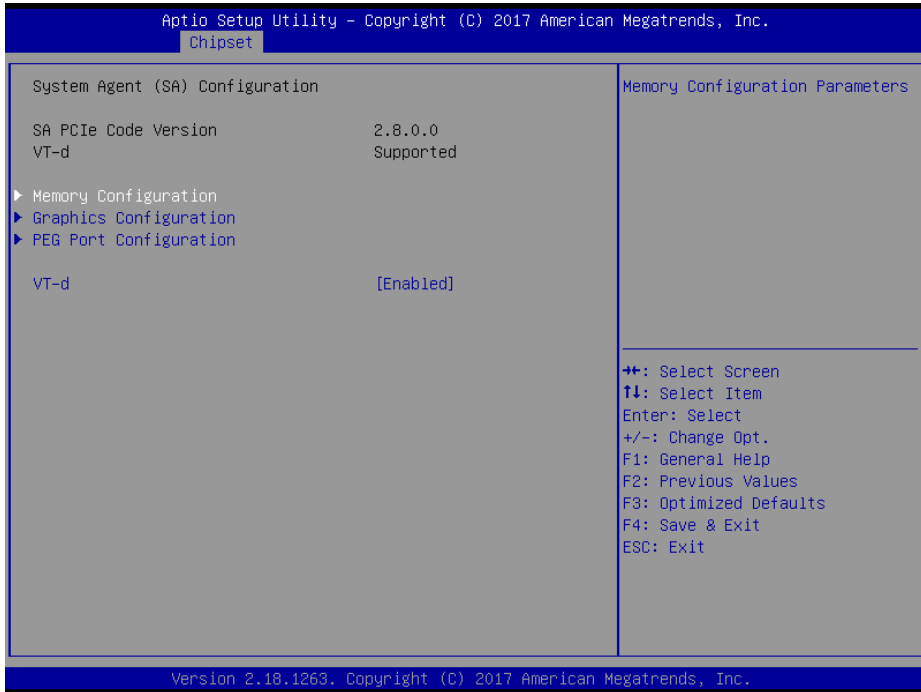 Aptio Setup Utility – Copyright (C) 2017 American Megatrends, Inc.
Chipset
System Agent (SA) Configuration
SA PCIe Code Version 2.8.0.0
VT-d Supported
Memory Configuration
Graphics Configuration
PEG Port Configuration
VT-d [Enabled]
Memory Configuration Parameters
→←: Select Screen
↑↓: Select Item
Enter: Select
+/-: Change Opt.
F1: General Help
F2: Previous Values
F3: Optimized Defaults
F4: Save & Exit
ESC: Exit
Version 2.18.1263. Copyright (C) 2017 American Megatrends, Inc.